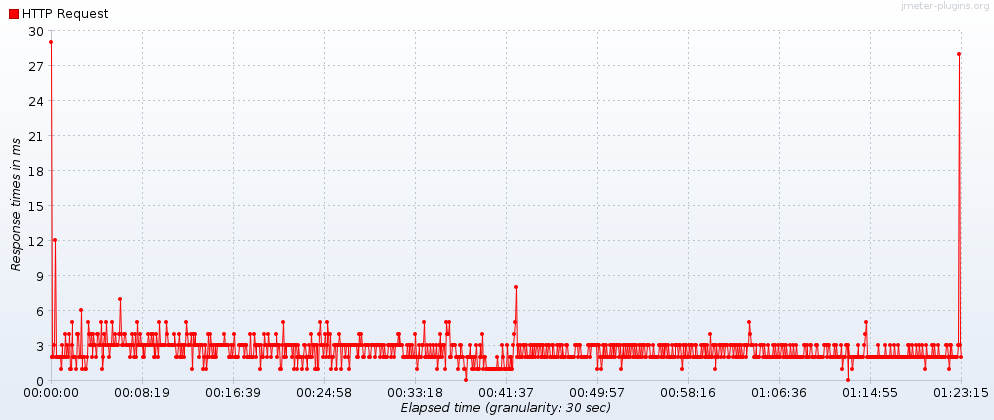 jmeter-plugins.org
HTTP Request
30
27
24
21
18
15
12
9
6
3
0
Response times in ms
00:00:00 00:08:19 00:16:39 00:24:58 00:33:18 00:41:37 00:49:57 00:58:16 01:06:36 01:14:55 01:23:15
Elapsed time (granularity: 30 sec)